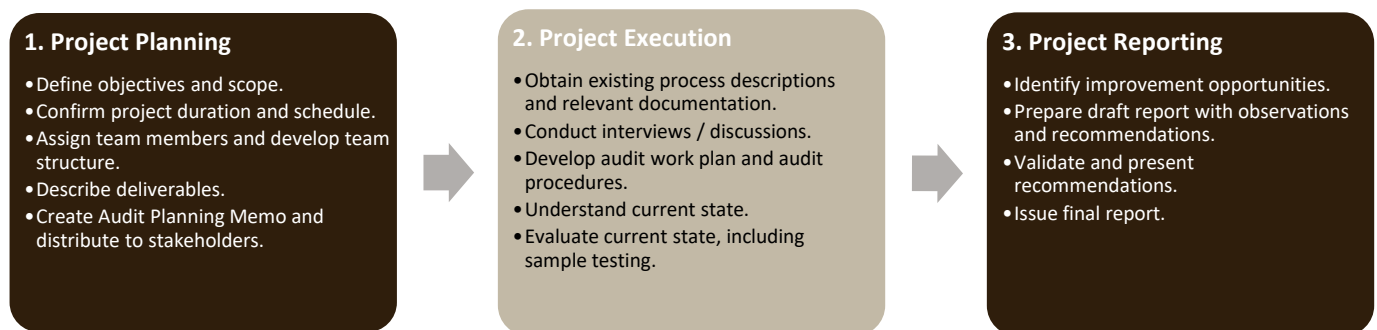 1. Project Planning
•Define objectives and scope.
•Confirm project duration and schedule.
•Assign team members and develop team
structure.
•Describe deliverables.
•Create Audit Planning Memo and
distribute to stakeholders.
2. Project Execution
•Obtain existing process descriptions
and relevant documentation.
•Conduct interviews / discussions.
•Develop audit work plan and audit
procedures.
•Understand current state.
•Evaluate current state, including
sample testing.
3. Project Reporting
•Identify improvement opportunities.
•Prepare draft report with observations
and recommendations.
•Validate and present
recommendations.
•Issue final report.